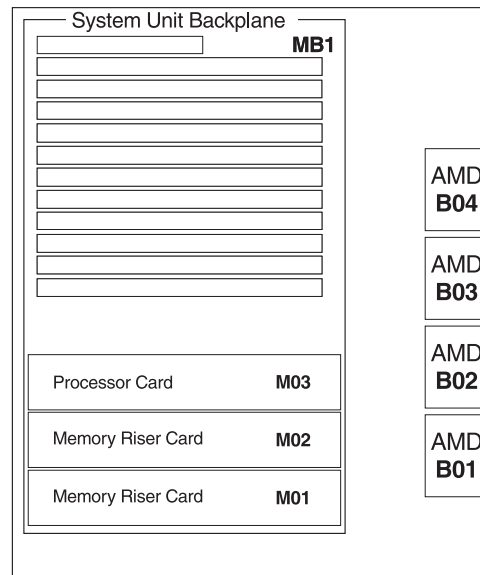 System Unit Backplane
MB1
Processor Card M03
Memory Riser Card M02
Memory Riser Card M01
AMD
B04
AMD
B03
AMD
B02
AMD
B01